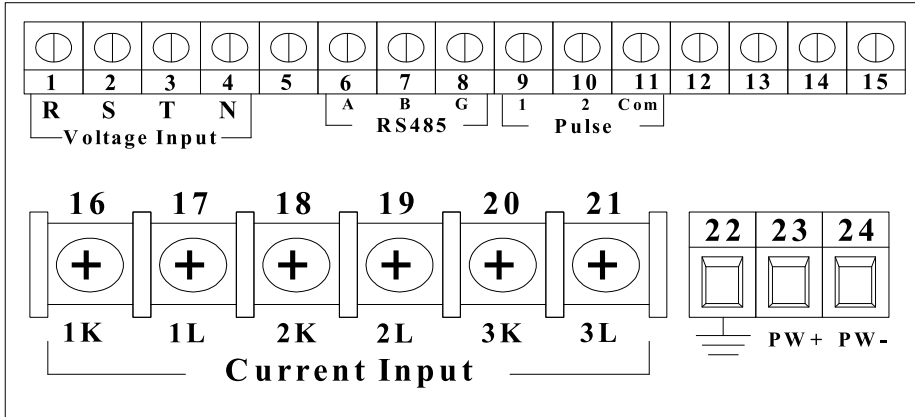 1 2 3 4 5 6 7 8 9 10 11 12 13 14 15
R S T N A B G 1 2 Com
Voltage Input RS485 Pulse
16 17 18 19 20 21
22 23 24
1K 1L 2K 2L 3K 3L
PW+ PW-
Current Input